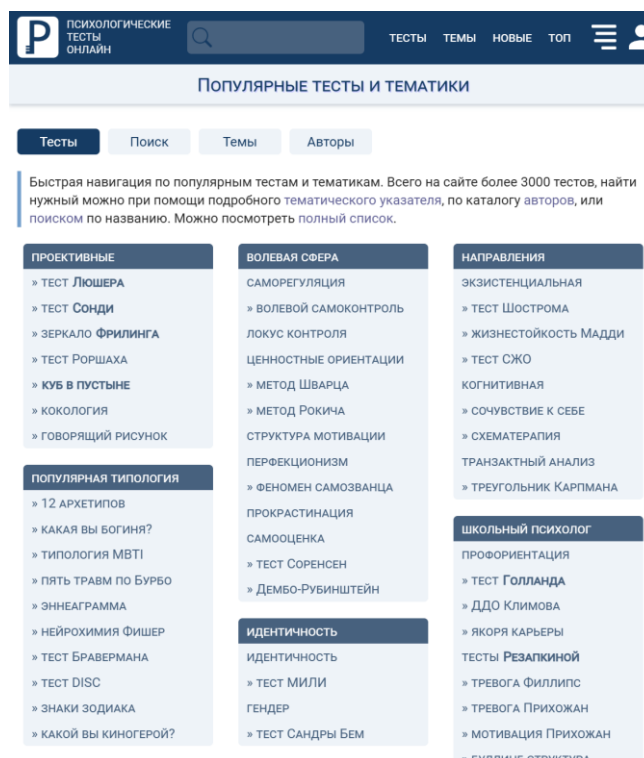 ПСИХОЛОГИЧЕСКИЕ
ТЕСТЫ
ОНЛАЙН
ТЕСТЫ ТЕМЫ НОВЫЕ ТОП
Популярные тесты и тематики
Тесты Поиск Темы Авторы
Быстрая навигация по популярным тестам и тематикам. Всего на сайте более 3000 тестов, найти
нужный можно при помощи подробного тематического указателя, по каталогу авторов, или
поиском по названию. Можно посмотреть полный список.
ПРОЕКТИВНЫЕ
» тест Люшера
» тест Сонди
» зеркало Фрилинга
» тест Роршаха
» куб в пустыне
» кокология
» говорящий рисунок
ПОПУЛЯРНАЯ ТИПОЛОГИЯ
» 12 архетипов
» какая вы богиня?
» типология MBTI
» пять травм по Бурбо
» эннеаграмма
» нейрохимия Фишер
» тест Бравермана
» тест DISC
» знаки зодиака
» какой вы киногерой?
ВОЛЕВАЯ СФЕРА
саморегуляция
» волевой самоконтроль
локус контроля
ценностные ориентации
» метод Шварца
» метод Рокича
структура мотивации
перфекционизм
» феномен самозванца
прокрастинация
самооценка
» тест Соренсен
» Дембо-Рубинштейн
ИДЕНТИЧНОСТЬ
идентичность
» тест МИЛИ
гендер
» тест Сандры Бем
НАПРАВЛЕНИЯ
экзистенциальная
» тест Шострома
» жизнестойкость Мадди
» тест СЖО
когнитивная
» сочувствие к себе
» схематерапия
транзактный анализ
» треугольник Карпмана
ШКОЛЬНЫЙ ПСИХОЛОГ
профориентация
» тест Голланда
» ДДО Климова
» якоря карьеры
тесты Резапкиной
» тревога Филлипс
» тревога Прихожан
» мотивация Прихожан